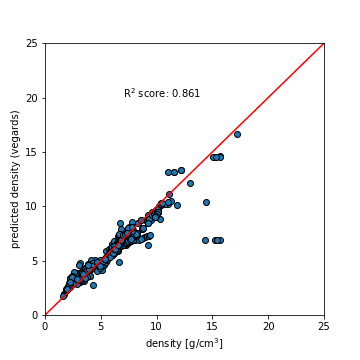 25
20
15
10
5
0
predicted density (vegards)
R² score: 0.861
0 5 10 15 20 25
density [g/cm³]